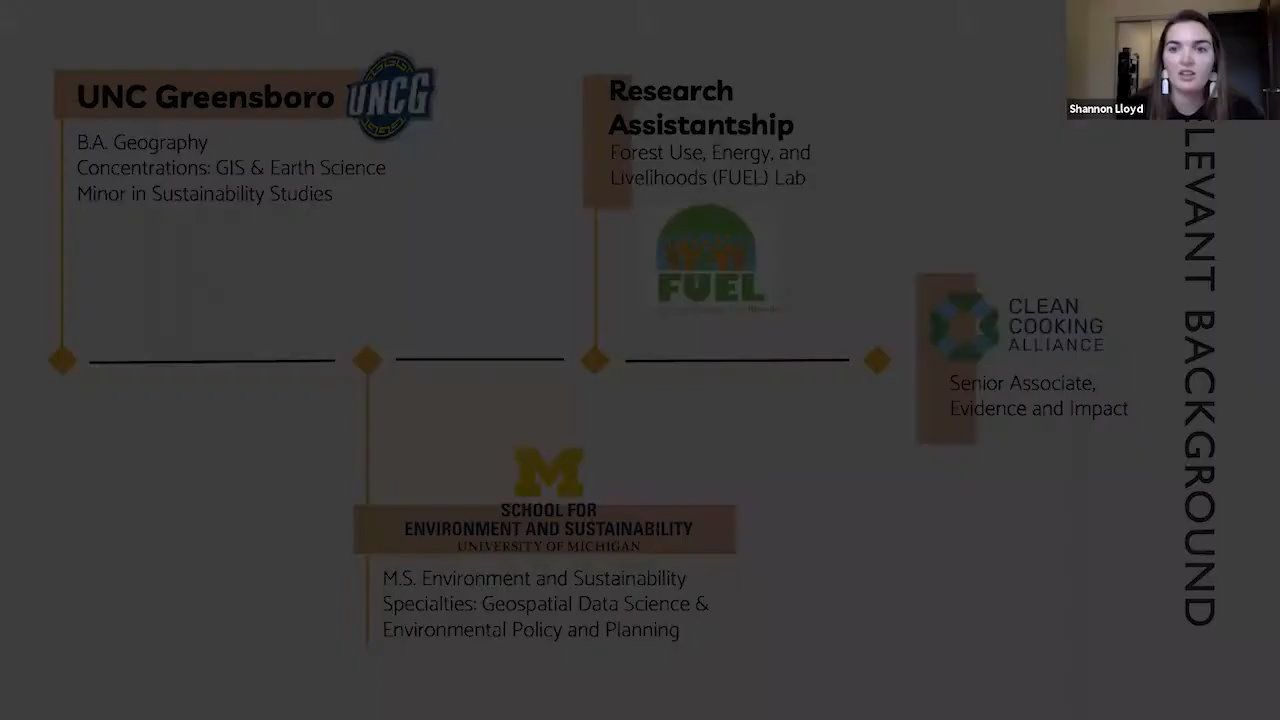 UNC Greensboro
UNCG
B.A. Geography
Concentrations: GIS & Earth Science
Minor in Sustainability Studies
Research
Assistantship
Forest Use, Energy, and
Livelihoods (FUEL) Lab
FUEL
CLEAN
COOKING
ALLIANCE
Senior Associate,
Evidence and Impact
M
SCHOOL FOR
ENVIRONMENT AND SUSTAINABILITY
UNIVERSITY OF MICHIGAN
M.S. Environment and Sustainability
Specialties: Geospatial Data Science &
Environmental Policy and Planning
Shannon Lloyd
LEVANT BACKGROUND